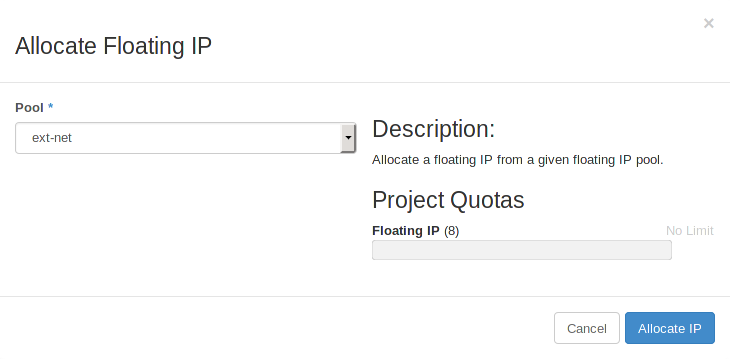 ×
Allocate Floating IP
Pool *
ext-net
Description:
Allocate a floating IP from a given floating IP pool.
Project Quotas
Floating IP (8) No Limit
Cancel Allocate IP